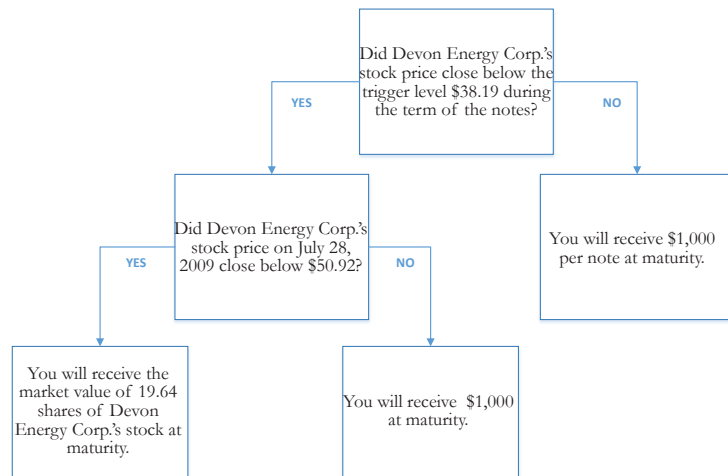 Did Devon Energy Corp.'s
stock price close below the
trigger level $38.19 during
the term of the notes?
YES
NO
Did Devon Energy Corp.'s
stock price on July 28,
2009 close below $50.92?
You will receive $1,000
per note at maturity.
YES
NO
You will receive the
market value of 19.64
shares of Devon
Energy Corp.'s stock at
maturity.
You will receive $1,000
at maturity.